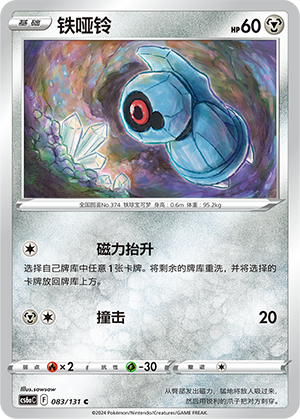 基础 铁哑铃 HP60
全国图鉴No.374 铁球宝可梦 身高:0.6m 体重:95.2kg
磁力抬升
选择自己牌库中任意1张卡牌。将剩余的牌库重洗，并将选择的
卡牌放回牌库上方。
撞击 20
弱点 ×2 抵抗力 -30 撤退
Illus.sowsow
CS6aC F 083/131 C
从臀部发出磁力。猛地将敌人吸过来，
然后用锐利的爪子把对方刺穿。
©2024 Pokémon/Nintendo/Creatures/GAME FREAK.